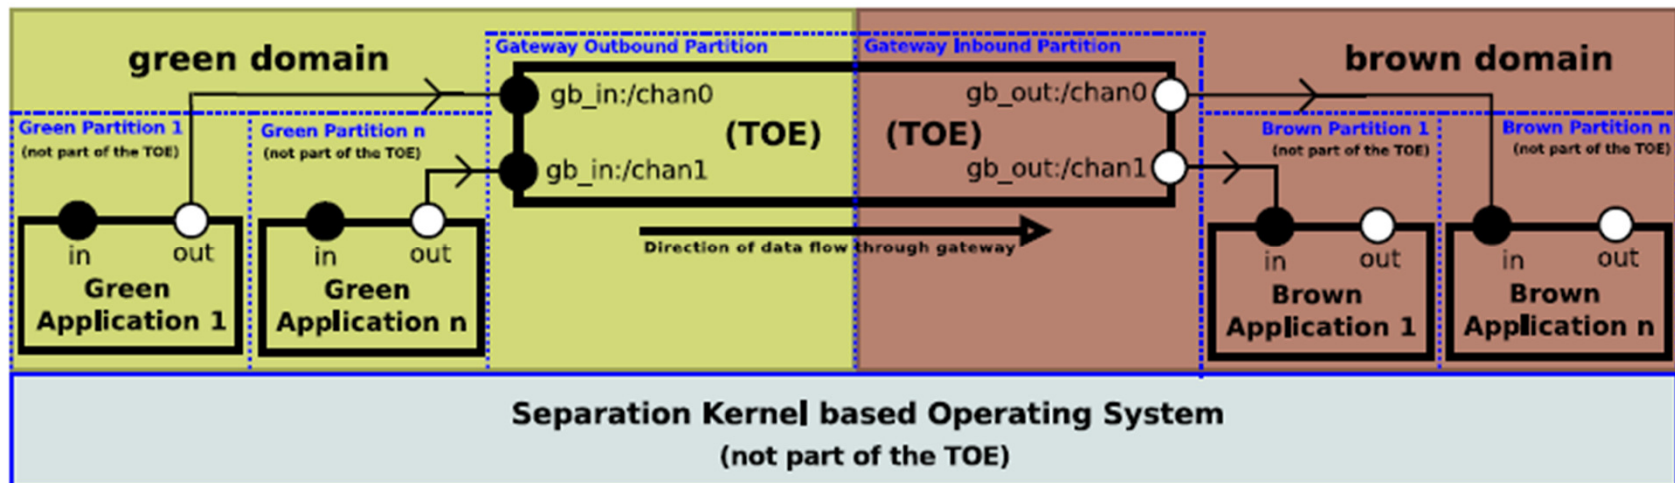 green domain
Gateway Outbound Partition
Gateway Inbound Partition
brown domain
gb_in:/chan0
gb_out:/chan0
Green Partition 1
(not part of the TOE)
Green Partition n
(not part of the TOE)
(TOE)
(TOE)
Brown Partition 1
(not part of the TOE)
Brown Partition n
(not part of the TOE)
gb_in:/chan1
gb_out:/chan1
in
out
in
out
Direction of data flow through gateway
in
out
in
out
Green
Application 1
Green
Application n
Brown
Application 1
Brown
Application n
Separation Kernel based Operating System
(not part of the TOE)